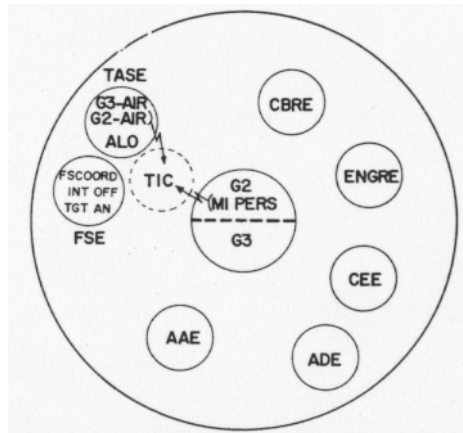 TASE
G3-AIR
G2-AIR
ALO
CBRE
FSCOORD
INT OFF
TGT AN
FSE
TIC
G2
(MI PERS
G3
ENGRE
CEE
AAE
ADE